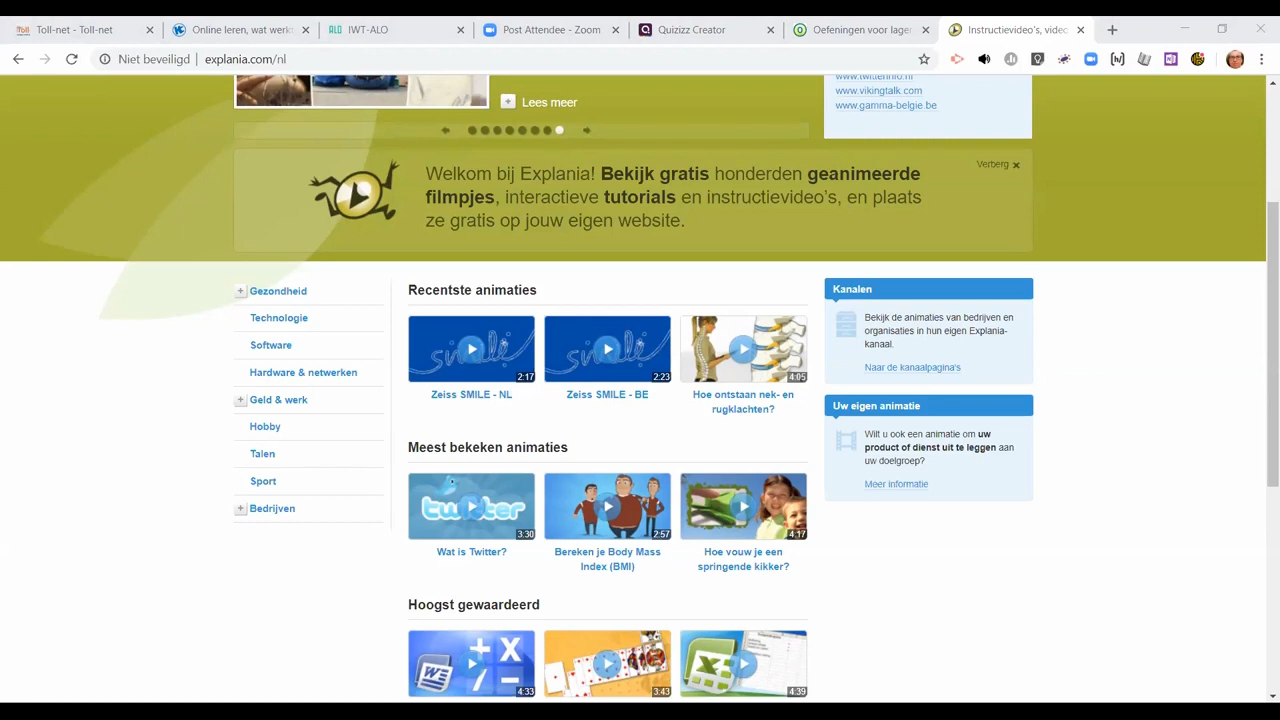 Toll-net - Toll-net
Online leren, wat werk
IWT-ALO
Post Attendee - Zoom
Quizizz Creator
Oefeningen voor lager
Instructievideo's, video
Niet beveiligd
explania.com/nl
www.twitterinfo.nl
www.vikingtalk.com
www.gamma-belgie.be
Lees meer
Verberg
Welkom bij Explania! Bekijk gratis honderden geanimeerde
filmpjes, interactieve tutorials en instructievideo's, en plaats
ze gratis op jouw eigen website.
Gezondheid
Technologie
Software
Hardware & netwerken
Geld & werk
Hobby
Talen
Sport
Bedrijven
Recentste animaties
smile
2:17
smile
2:23
4:05
Zeiss SMILE - NL
Zeiss SMILE - BE
Hoe ontstaan nek- en
rugklachten?
Meest bekeken animaties
twitter
3:30
2:57
4:17
Wat is Twitter?
Bereken je Body Mass
Index (BMI)
Hoe vouw je een
springende kikker?
Hoogst gewaardeerd
4:33
3:43
4:39
Kanalen
Bekijk de animaties van bedrijven en
organisaties in hun eigen Explania-
kanaal.
Naar de kanaalpagina's
Uw eigen animatie
Wilt u ook een animatie om uw
product of dienst uit te leggen aan
uw doelgroep?
Meer informatie